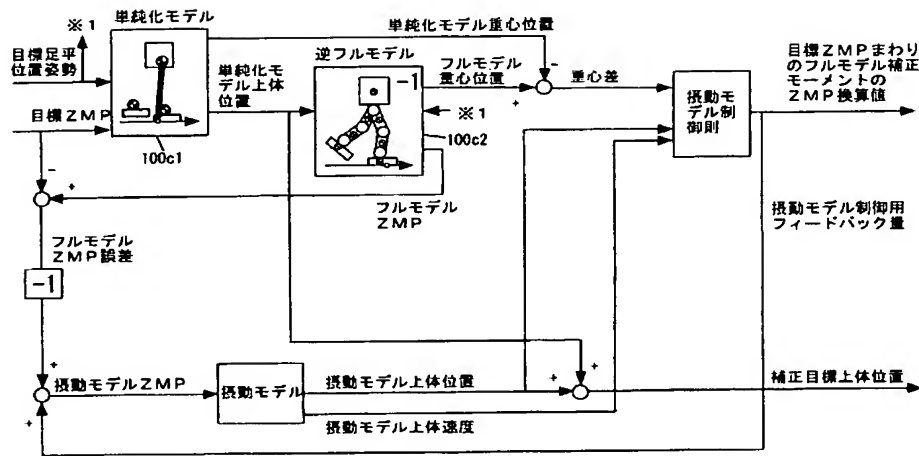 ※1
単純化モデル
単純化モデル重心位置
目標足平
位置姿勢
目標ZMP
100c1
単純化
モデル上体
位置
逆フルモデル
-1
100c2
フルモデル
重心位置
※1
フルモデル
ZMP
重心差
摂動モ
デル制
御則
目標ZMPまわり
のフルモデル補正
モーメントの
ZMP換算値
摂動モデル制御用
フィードバック量
フルモデル
ZMP誤差
-1
摂動モデルZMP
摂動モデル
摂動モデル上体位置
摂動モデル上体速度
補正目標上体位置